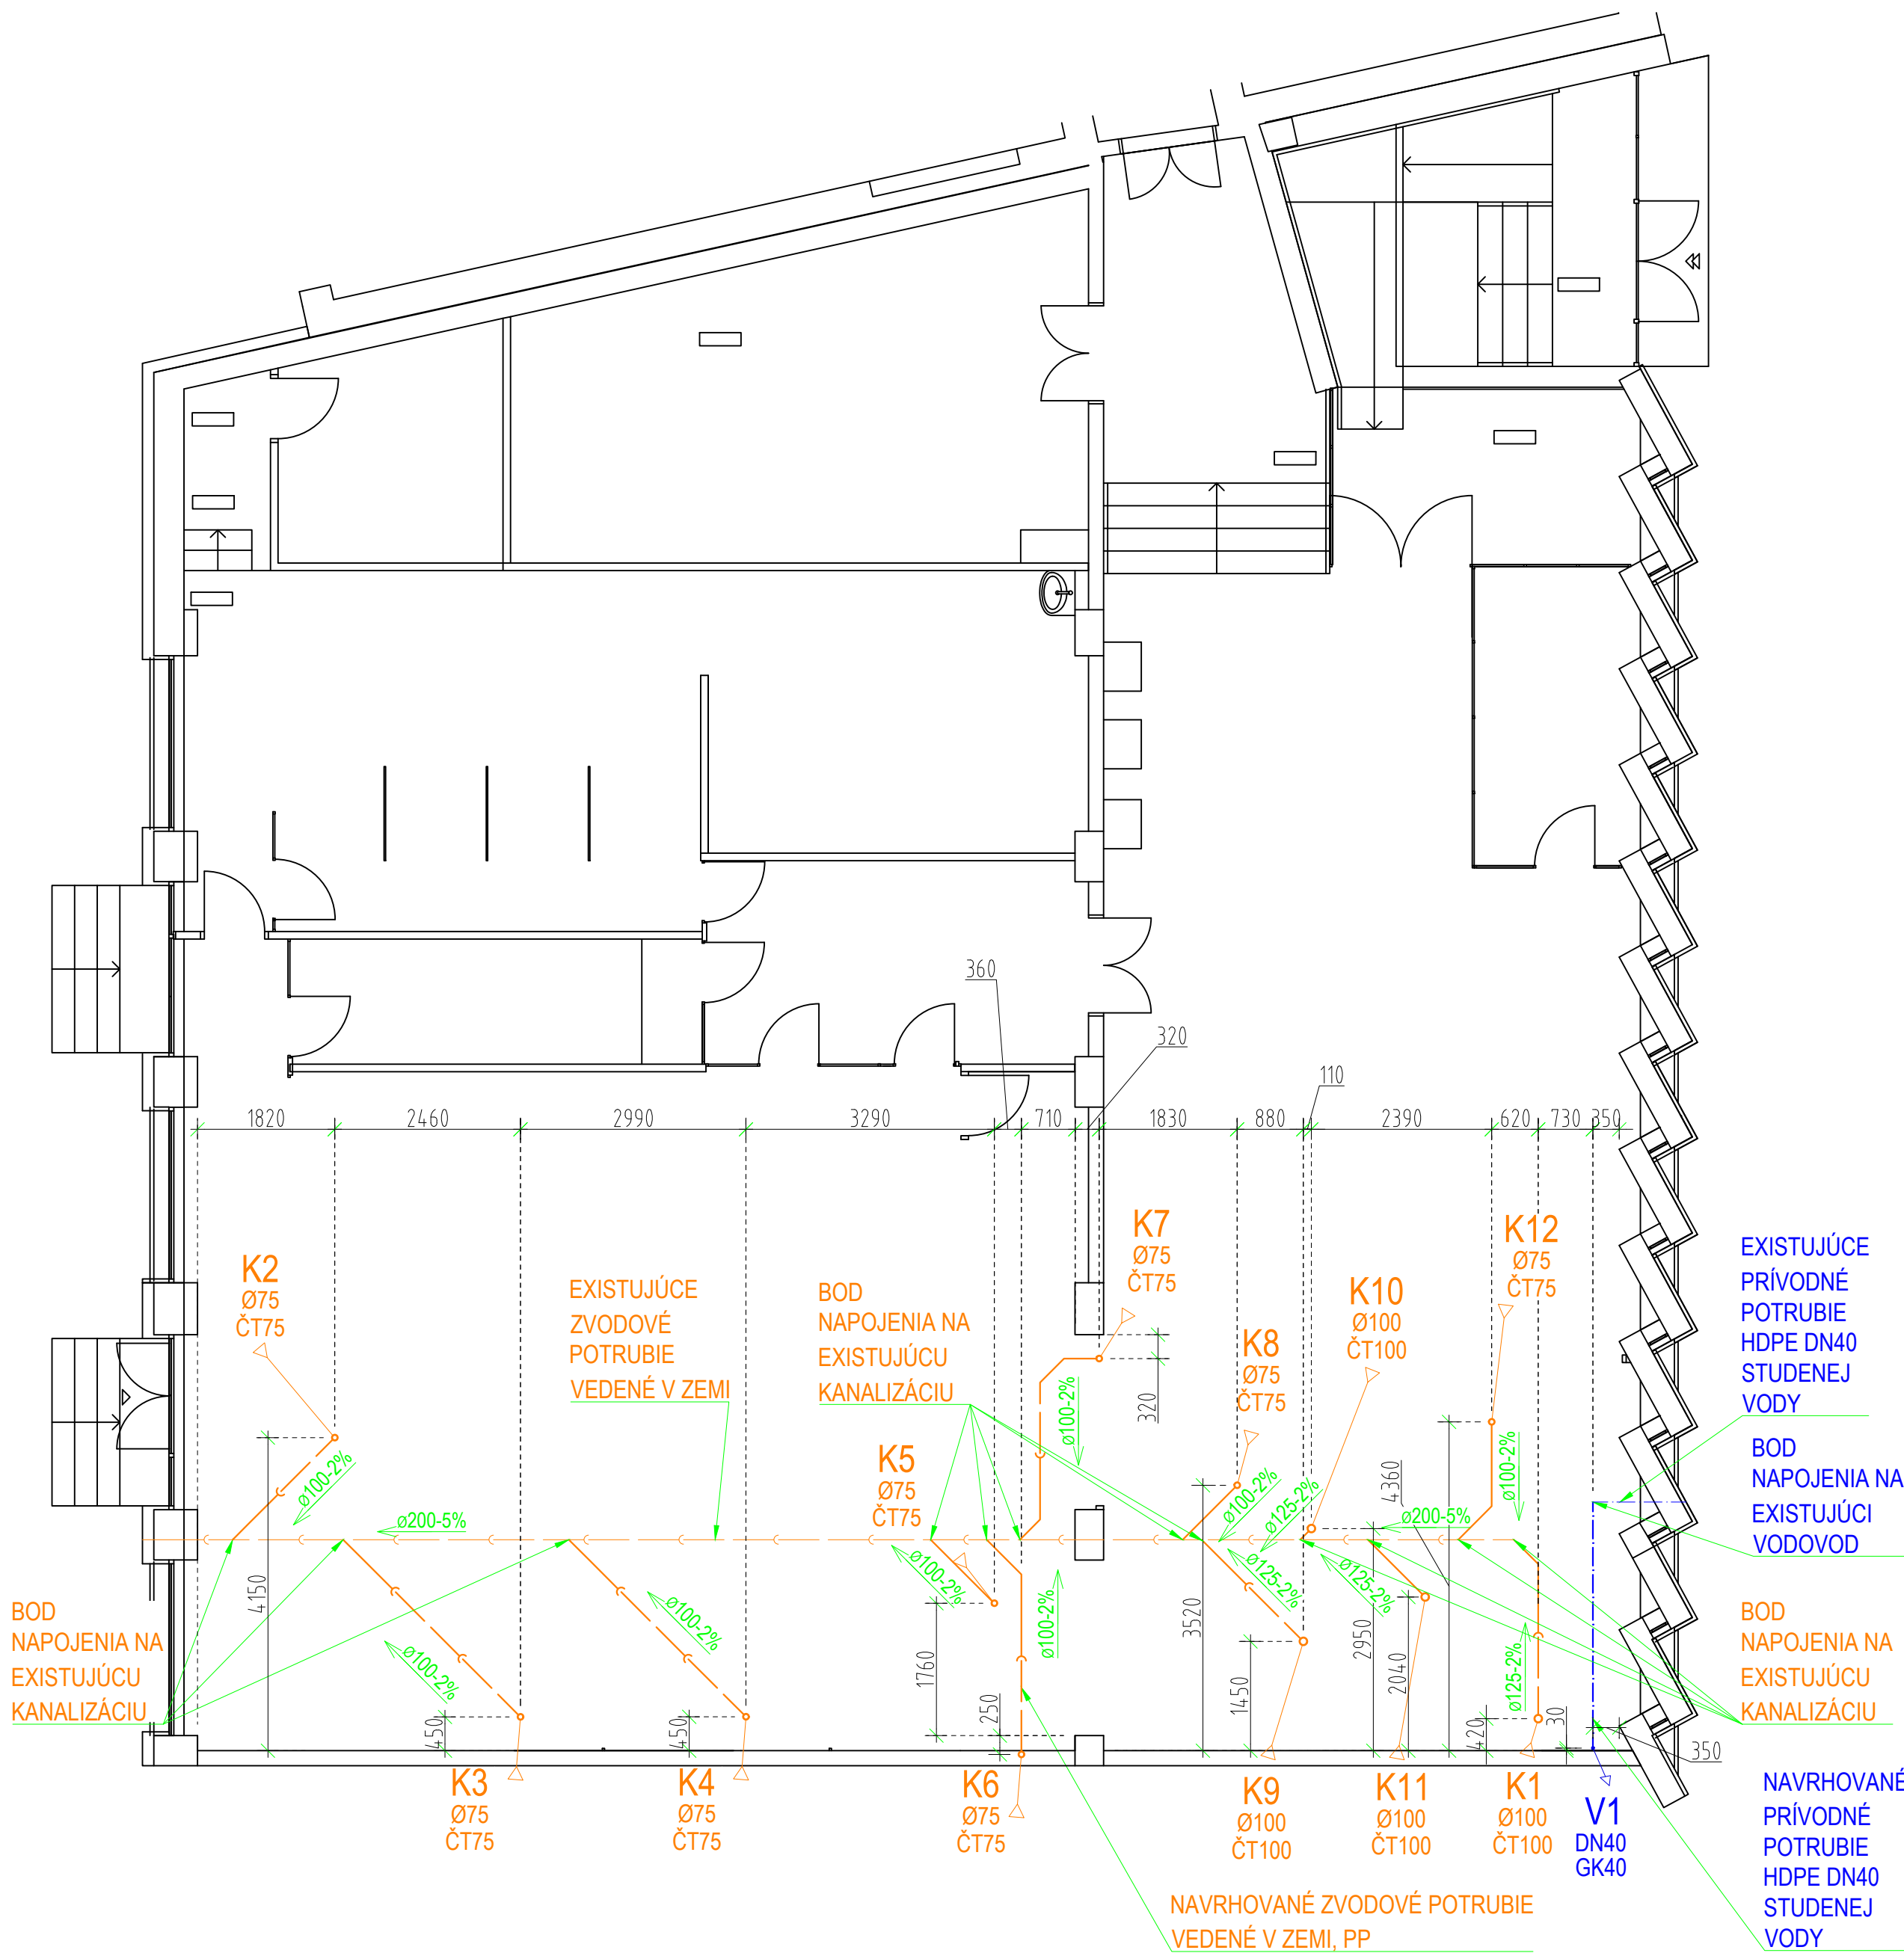 360
320
110
1820
2460
2990
3290
710
1830
880
2390
620
730
350
K2
Ø75
ČT75
EXISTUJÚCE
ZVODOVÉ
POTRUBIE
VEDENÉ V ZEMI
BOD
NAPOJENIA NA
EXISTUJÚCU
KANALIZÁCIU
K7
Ø75
ČT75
K8
Ø75
ČT75
K10
Ø100
ČT100
K12
Ø75
ČT75
EXISTUJÚCE
PRÍVODNÉ
POTRUBIE
HDPE DN40
STUDENEJ
VODY
BOD
NAPOJENIA NA
EXISTUJÚCI
VODOVOD
K5
Ø75
ČT75
320
ø100-2%
ø100-2%
ø200-5%
ø100-2%
ø125-2%
4360
ø200-5%
ø100-2%
4150
ø100-2%
ø100-2%
ø100-2%
ø100-2%
ø125-2%
ø125-2%
ø125-2%
1760
250
3520
1450
2950
2040
420
30
350
450
450
BOD
NAPOJENIA NA
EXISTUJÚCU
KANALIZÁCIU
BOD
NAPOJENIA NA
EXISTUJÚCU
KANALIZÁCIU
K3
Ø75
ČT75
K4
Ø75
ČT75
K6
Ø75
ČT75
K9
Ø100
ČT100
K11
Ø100
ČT100
K1
Ø100
ČT100
V1
DN40
GK40
NAVRHOVANÉ
PRÍVODNÉ
POTRUBIE
HDPE DN40
STUDENEJ
VODY
NAVRHOVANÉ ZVODOVÉ POTRUBIE
VEDENÉ V ZEMI, PP